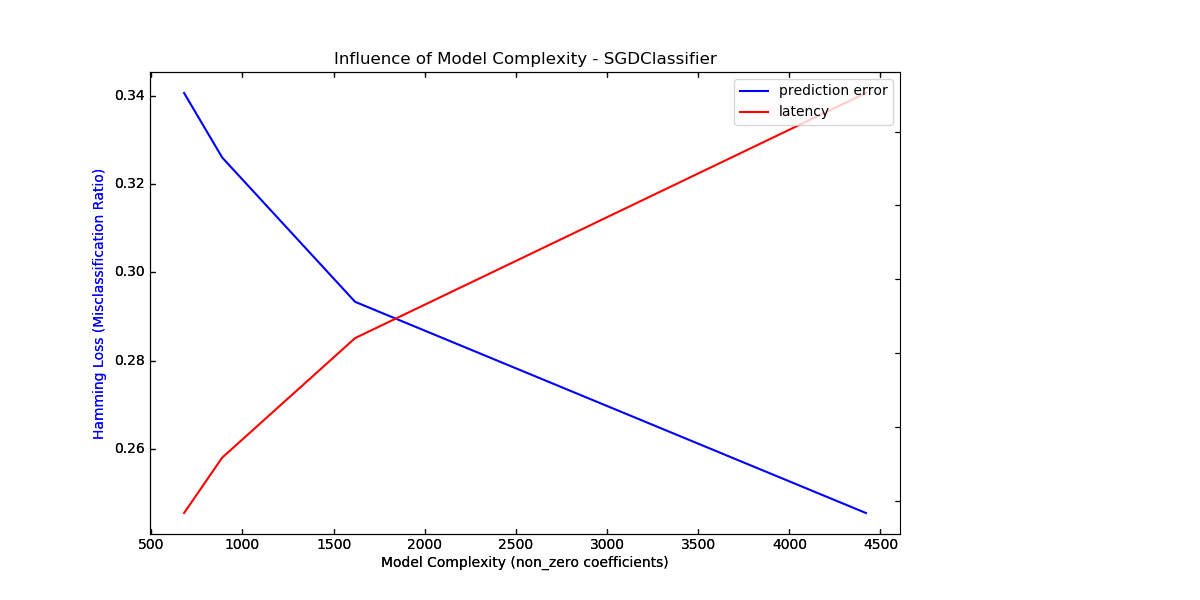 Influence of Model Complexity - SGDClassifier
prediction error
latency
0.34
0.32
0.30
0.28
0.26
Hamming Loss (Misclassification Ratio)
500 1000 1500 2000 2500 3000 3500 4000 4500
Model Complexity (non_zero coefficients)